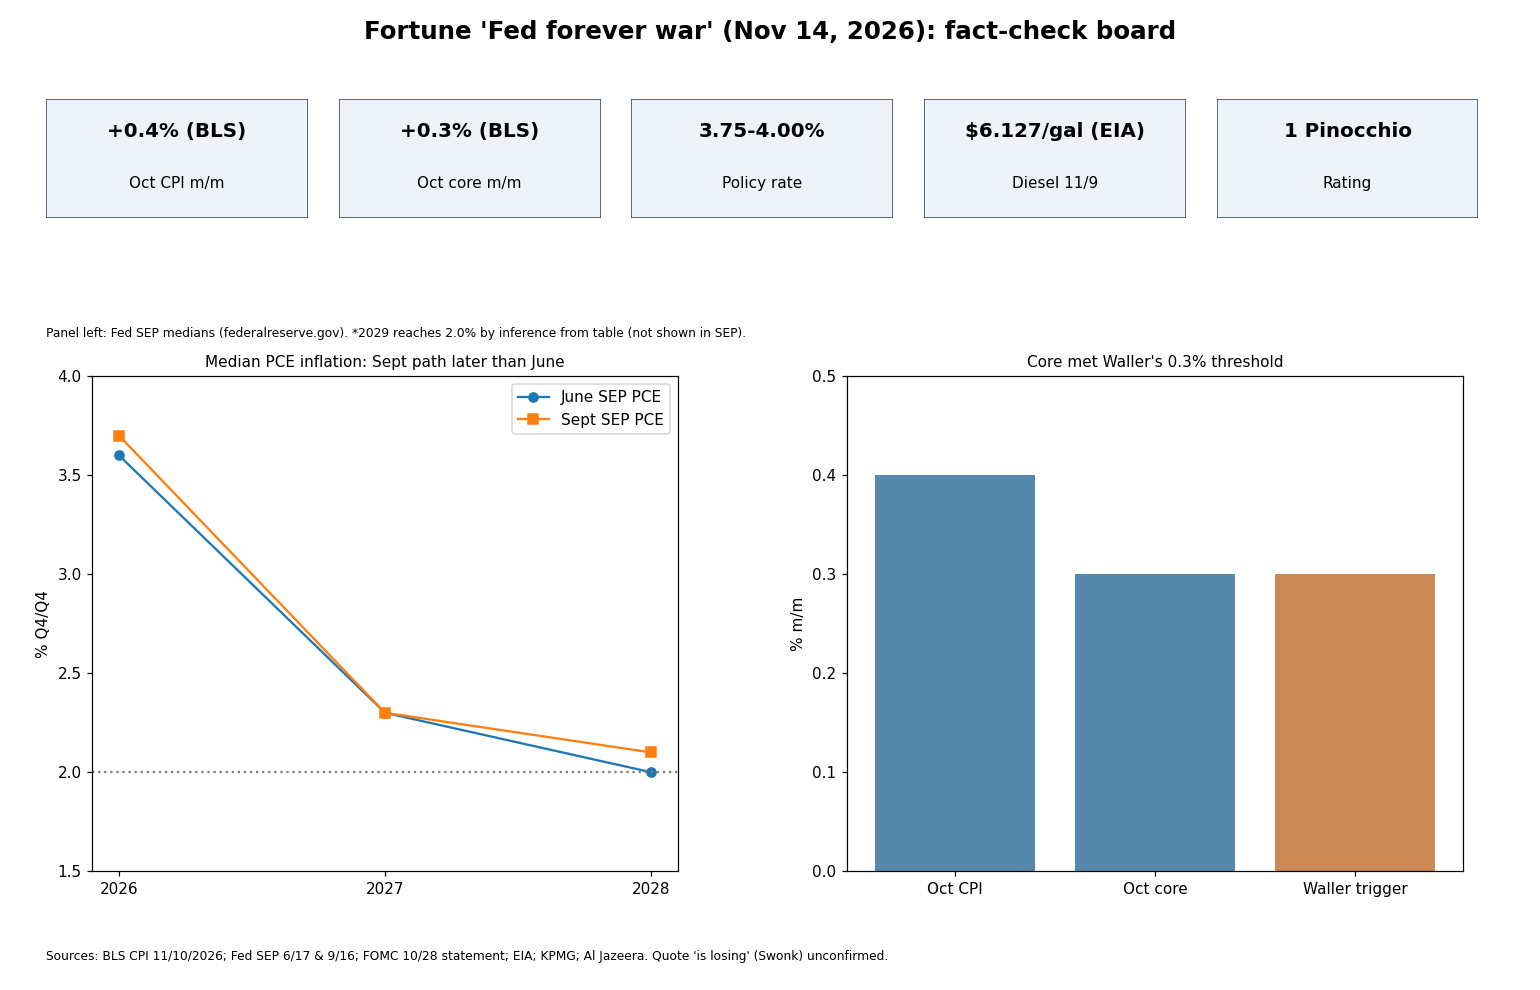 Fortune 'Fed forever war' (Nov 14, 2026): fact-check board
+0.4% (BLS)
Oct CPI m/m
+0.3% (BLS)
Oct core m/m
3.75-4.00%
Policy rate
$6.127/gal (EIA)
Diesel 11/9
1 Pinocchio
Rating
Panel left: Fed SEP medians (federalreserve.gov). *2029 reaches 2.0% by inference from table (not shown in SEP).
Median PCE inflation: Sept path later than June
4.0
3.5
3.0
2.5
2.0
1.5
% Q4/Q4
June SEP PCE
Sept SEP PCE
2026
2027
2028
Core met Waller's 0.3% threshold
0.5
0.4
0.3
0.2
0.1
0.0
% m/m
Oct CPI
Oct core
Waller trigger
Sources: BLS CPI 11/10/2026; Fed SEP 6/17 & 9/16; FOMC 10/28 statement; EIA; KPMG; Al Jazeera. Quote 'is losing' (Swonk) unconfirmed.